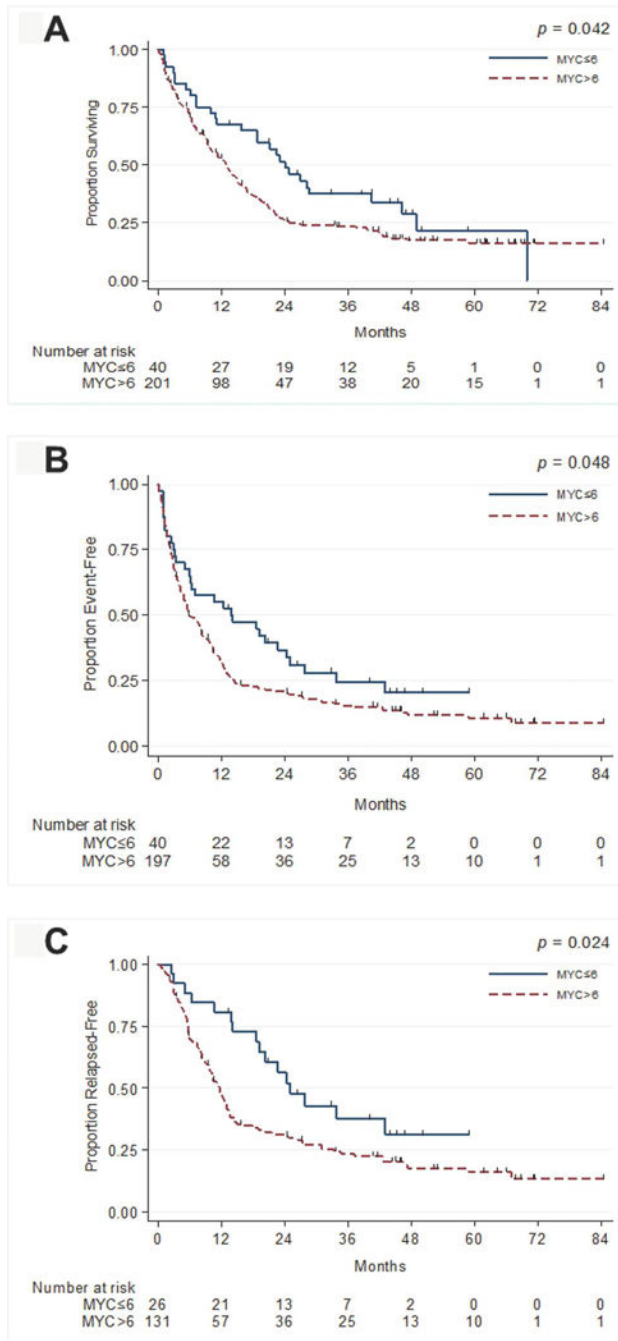 A
p = 0.042
1.00
0.75
0.50
0.25
0.00
Proportion Surviving
MYC≤6
MYC>6
0 12 24 36 48 60 72 84
Months
Number at risk
MYC≤6 40 27 19 12 5 1 0 0
MYC>6 201 98 47 38 20 15 1 1
B
p = 0.048
1.00
0.75
0.50
0.25
0.00
Proportion Event-Free
MYC≤6
MYC>6
0 12 24 36 48 60 72 84
Months
Number at risk
MYC≤6 40 22 13 7 2 0 0 0
MYC>6 197 58 36 25 13 10 1 1
C
p = 0.024
1.00
0.75
0.50
0.25
0.00
Proportion Relapsed-Free
MYC≤6
MYC>6
0 12 24 36 48 60 72 84
Months
Number at risk
MYC≤6 26 21 13 7 2 0 0 0
MYC>6 131 57 36 25 13 10 1 1